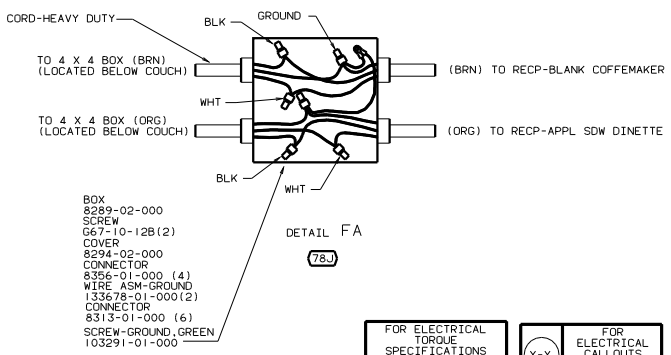 CORD-HEAVY DUTY
BLK
GROUND
TO 4 X 4 BOX (BRN)
(LOCATED BELOW COUCH)
(BRN) TO RECP-BLANK COFFEMAKER
WHT
TO 4 X 4 BOX (ORG)
(LOCATED BELOW COUCH)
(ORG) TO RECP-APPL SDW DINETTE
BLK
WHT
BOX
8289-02-000
SCREW
G67-10-12B(2)
COVER
8294-02-000
CONNECTOR
8356-01-000 (4)
WIRE ASM-GROUND
133678-01-000(2)
CONNECTOR
8313-01-000 (6)
SCREW-GROUND,GREEN
103291-01-000
DETAIL FA
78J
FOR ELECTRICAL
TORQUE
SPECIFICATIONS
X-X
FOR
ELECTRICAL
CALLOUTS